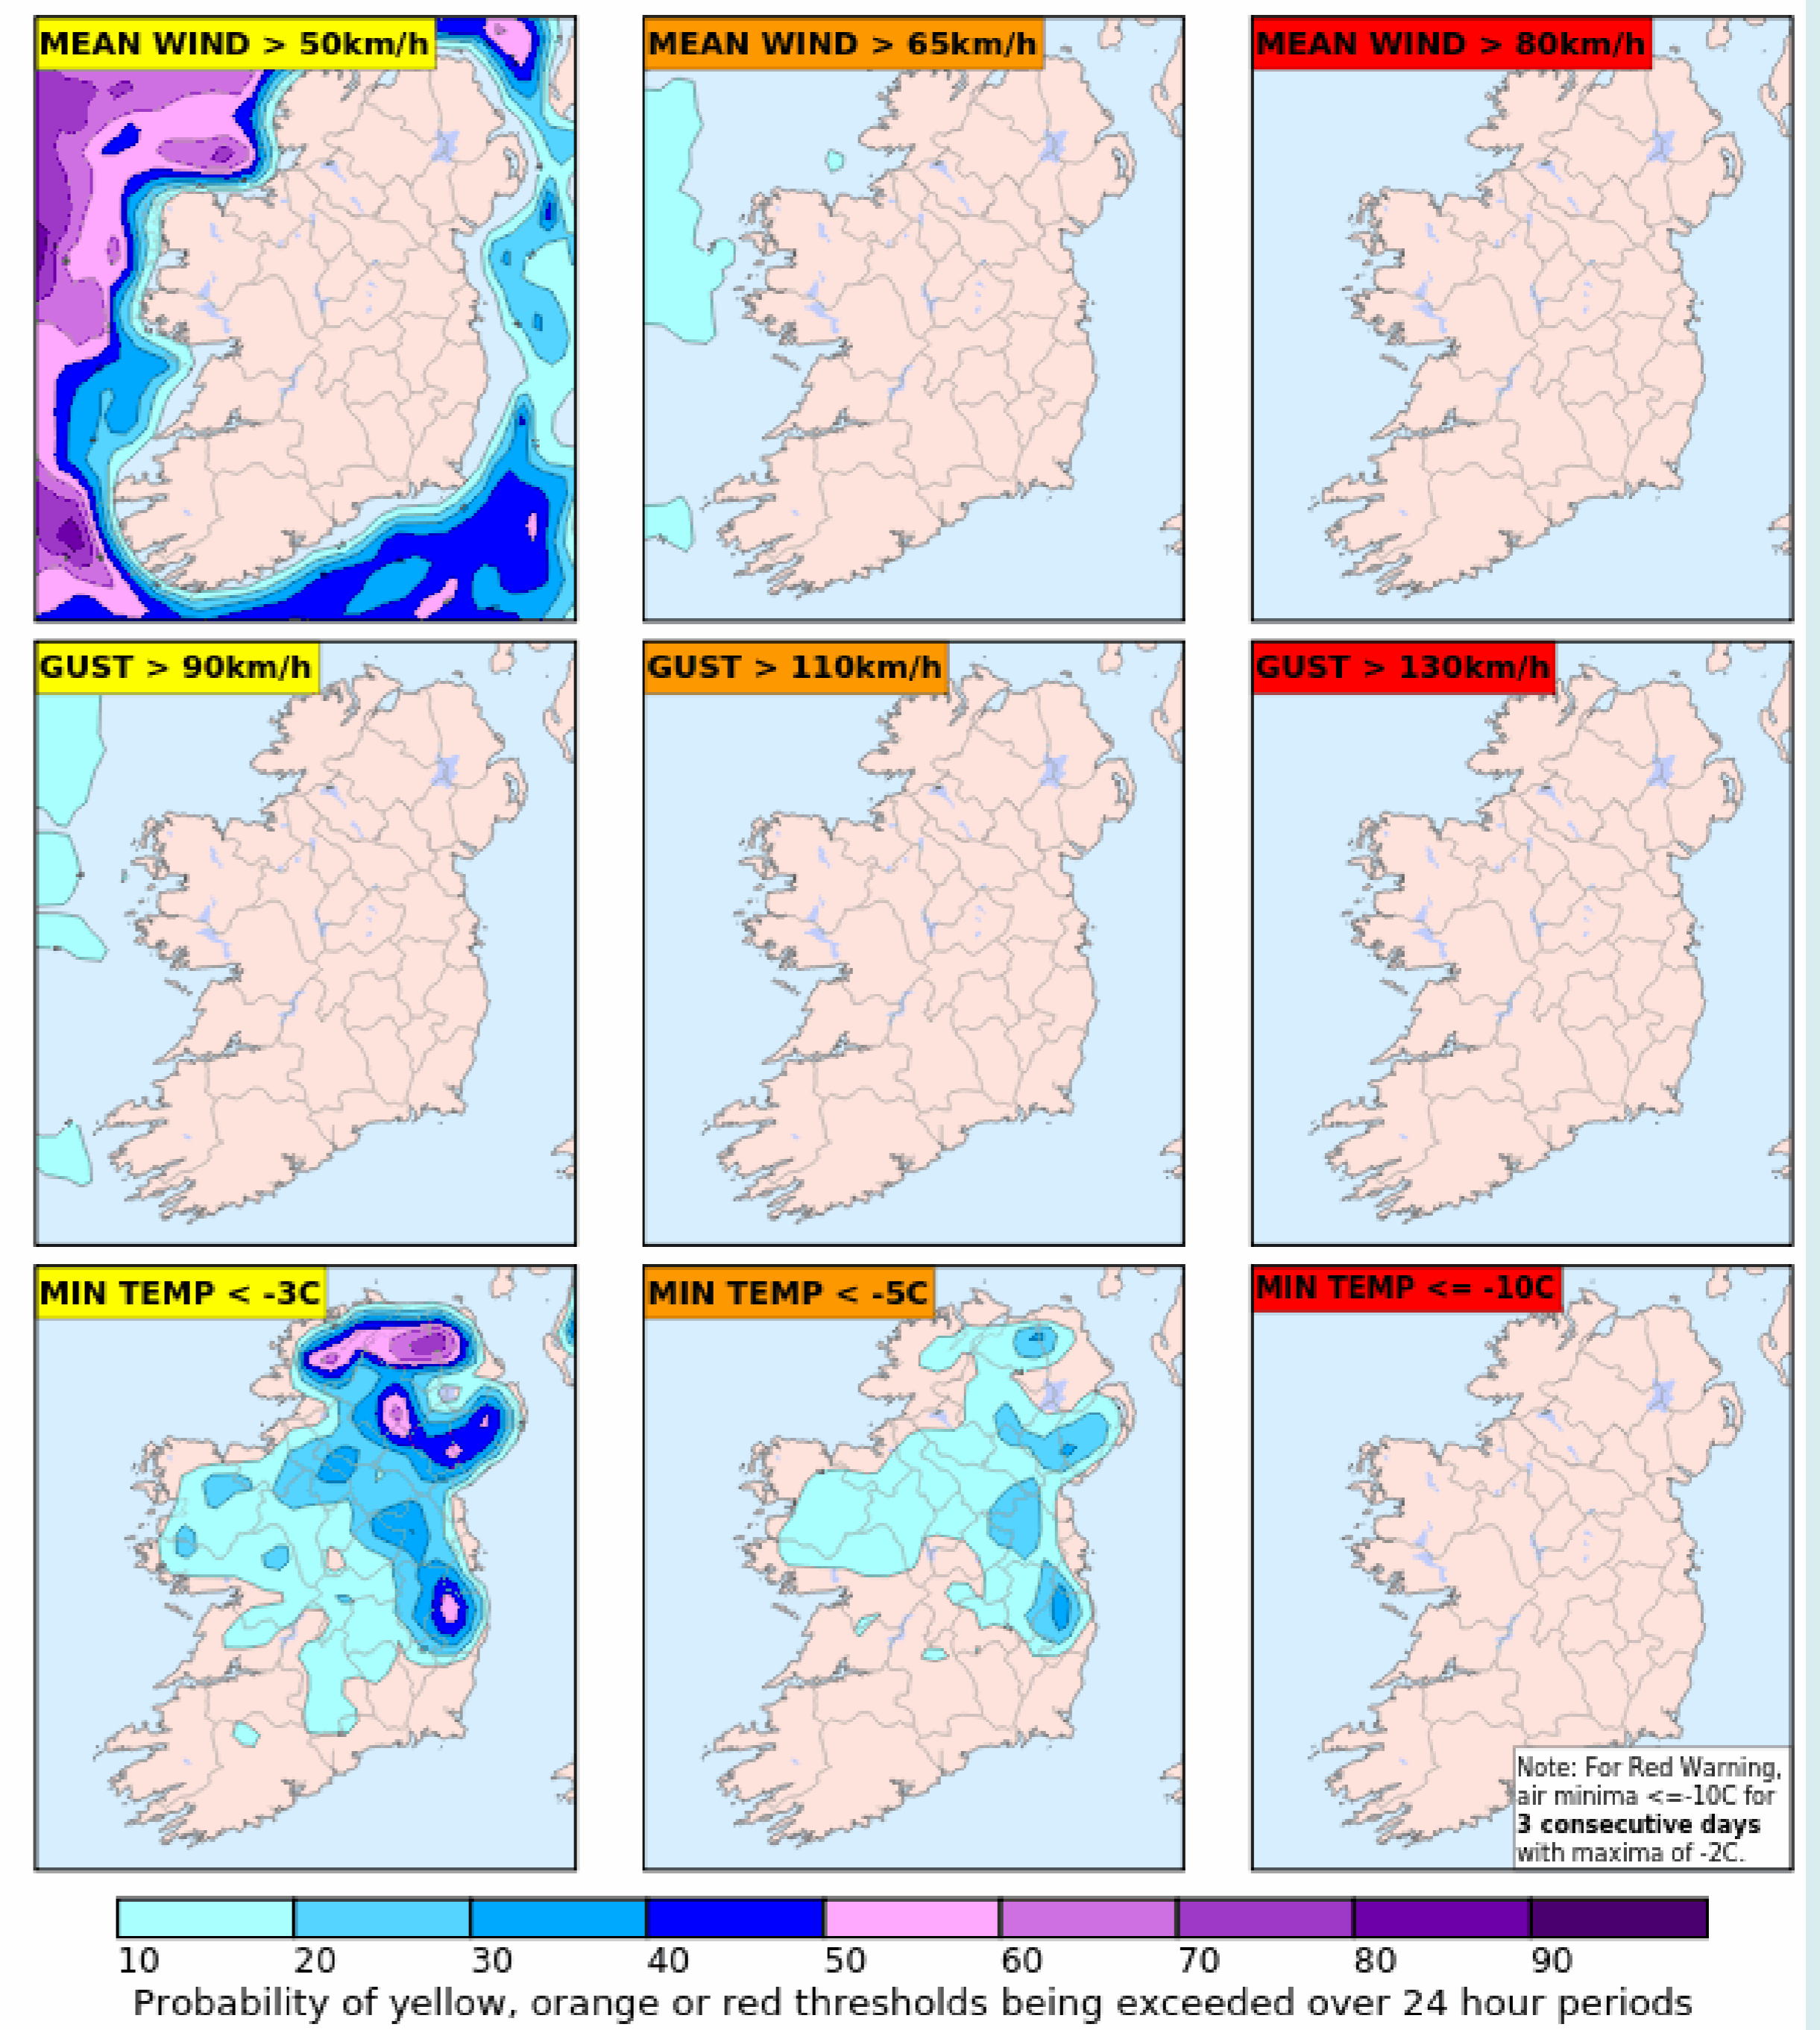 MEAN WIND > 50km/h
MEAN WIND > 65km/h
MEAN WIND > 80km/h
GUST > 90km/h
GUST > 110km/h
GUST > 130km/h
MIN TEMP < -3C
MIN TEMP < -5C
MIN TEMP <= -10C
Note: For Red Warning,
air minima <=-10C for
3 consecutive days
with maxima of -2C.
10 20 30 40 50 60 70 80 90
Probability of yellow, orange or red thresholds being exceeded over 24 hour periods